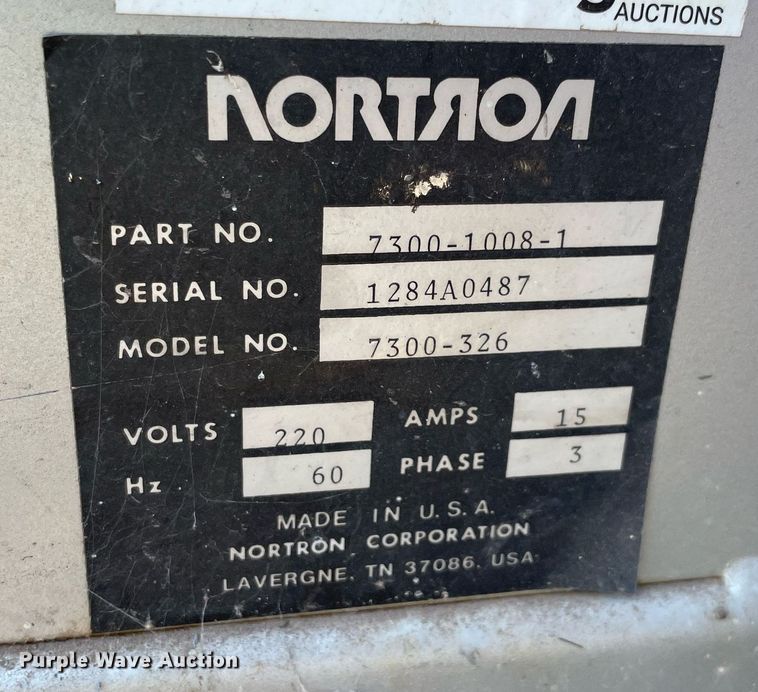 AUCTIONS
NORTRON
PART NO. 7300-1008-1
SERIAL NO. 1284A0487
MODEL NO. 7300-326
VOLTS 220 AMPS 15
Hz 60 PHASE 3
MADE IN U.S.A.
NORTRON CORPORATION
LAVERGNE, TN 37086, USA
Purple Wave Auction